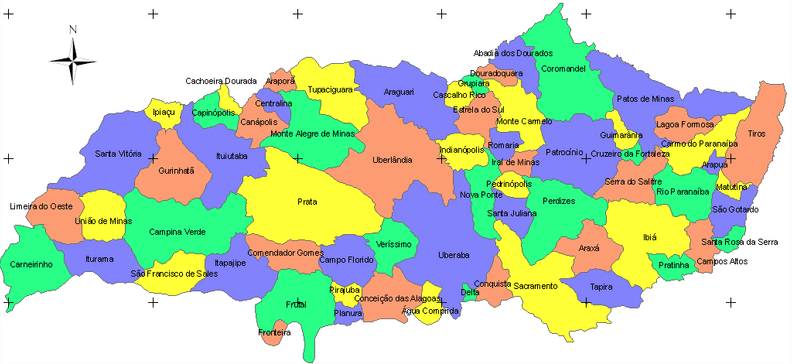 N
Abadia dos Dourados
Coromandel
Cachoeira Dourada
Araporã
Tupaciguara
Araguari
Douradoquara
Grupiara
Cascalho Rico
Patos de Minas
Ipiaçu
Capinópolis
Centralina
Canápolis
Estrela do Sul
Monte Carmelo
Lagoa Formosa
Tiros
Monte Alegre de Minas
Guimarânia
Carmo do Paranaíba
Santa Vitória
Ituiutaba
Uberlândia
Indianópolis
Romaria
Patrocínio
Cruzeiro da Fortaleza
Iraí de Minas
Arapuá
Gurinhatã
Pedrinópolis
Serra do Salitre
Matutina
Rio Paranaíba
Nova Ponte
Prata
Perdizes
Limeira do Oeste
União de Minas
Santa Juliana
São Gotardo
Campina Verde
Ibiá
Santa Rosa da Serra
Veríssimo
Araxá
Carneirinho
Iturama
Itapajipe
Comendador Gomes
Campo Florido
Uberaba
Pratinha
Campos Altos
São Francisco de Sales
Conquista
Sacramento
Tapira
Pirajuba
Delta
Frutal
Conceição das Alagoas
Planura
Água Comprida
Fronteira